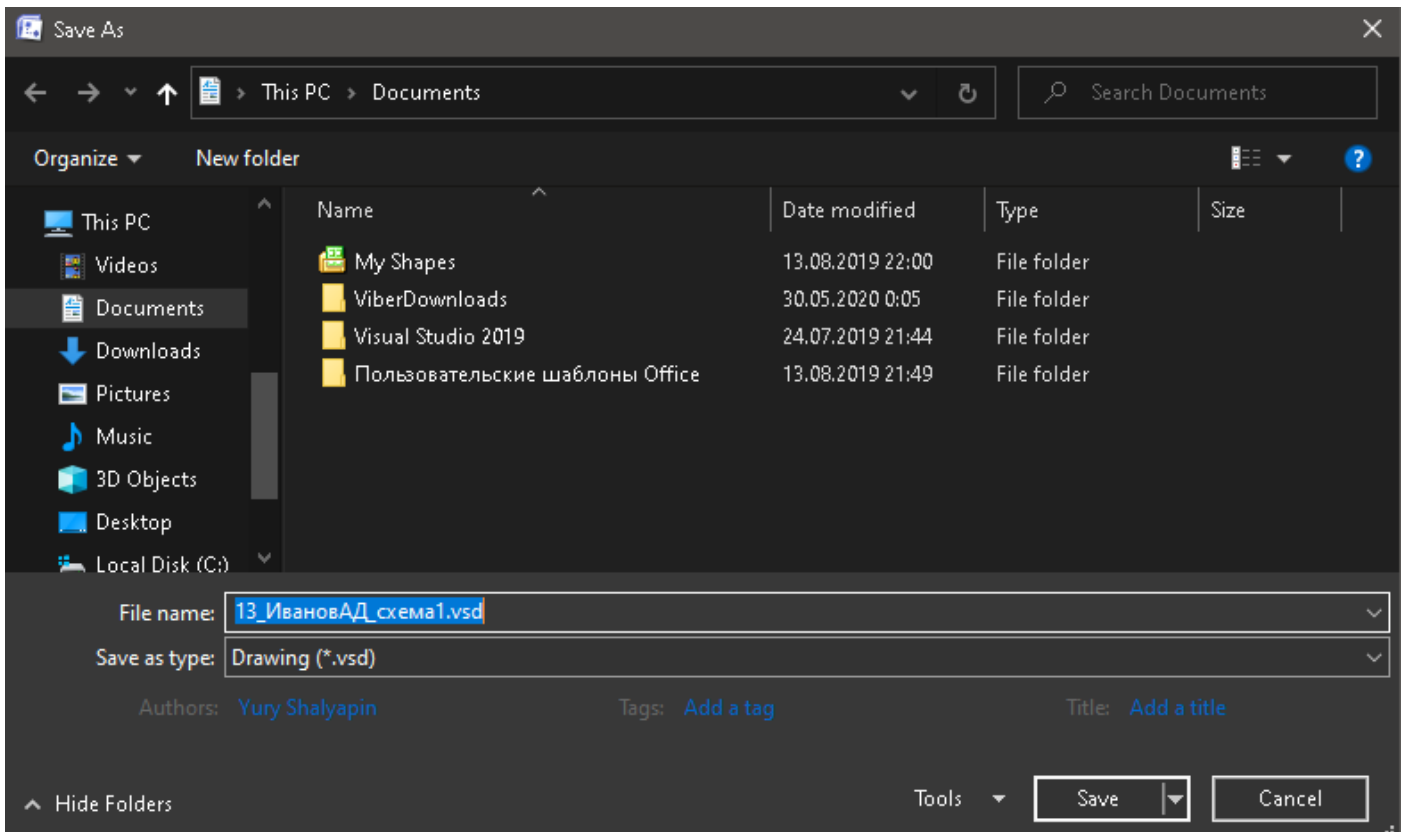 Save As
This PC > Documents
Search Documents
Organize
New folder
This PC
Videos
Documents
Downloads
Pictures
Music
3D Objects
Desktop
Local Disk (C:)
Name Date modified Type Size
My Shapes 13.08.2019 22:00 File folder
ViberDownloads 30.05.2020 0:05 File folder
Visual Studio 2019 24.07.2019 21:44 File folder
Пользовательские шаблоны Office 13.08.2019 21:49 File folder
File name: 13_ИвановАД_схема1.vsd
Save as type: Drawing (*.vsd)
Authors: Yury Shalyapin Tags: Add a tag Title: Add a title
Hide Folders Tools Save Cancel